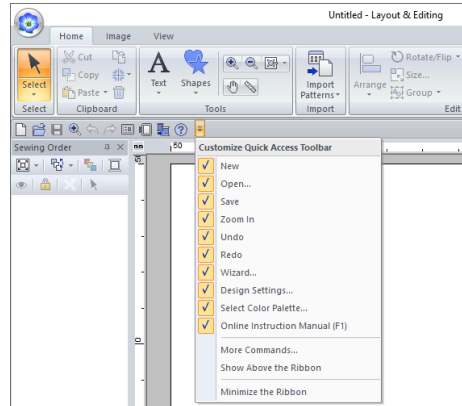 Untitled - Layout & Editing
Home Image View
Select
Cut
Copy
Paste
Text
Shapes
Import
Patterns
Arrange
Rotate/Flip
Size...
Group
Select Clipboard Tools Import Edit
Sewing Order
mm
50
Customize Quick Access Toolbar
New
Open...
Save
Zoom In
Undo
Redo
Wizard...
Design Settings...
Select Color Palette...
Online Instruction Manual (F1)
More Commands...
Show Above the Ribbon
Minimize the Ribbon